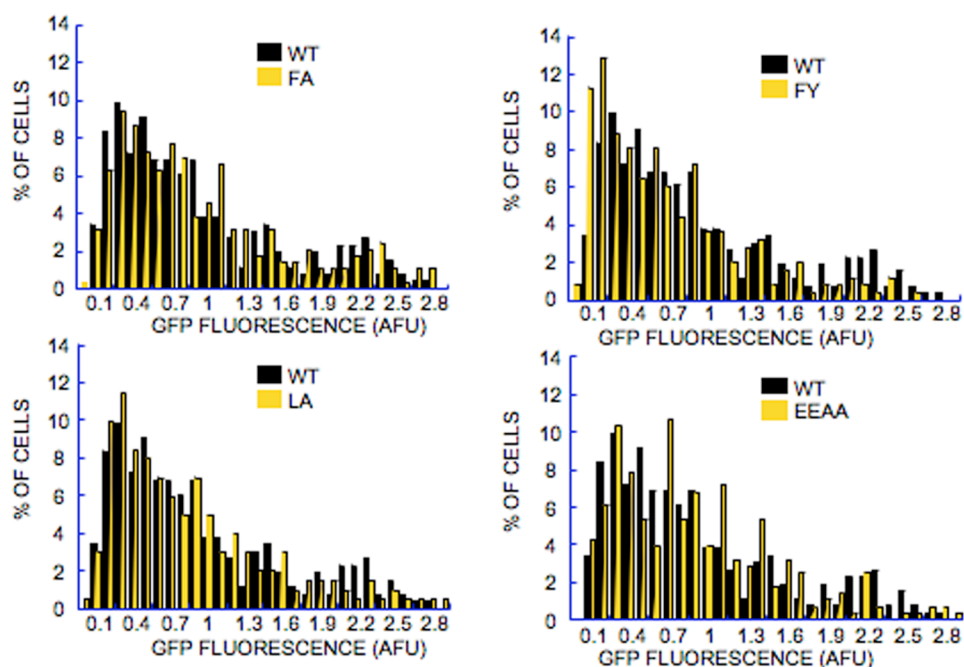 14
12
10
8
6
4
2
0
% OF CELLS
WT
FA
0.1 0.4 0.7 1 1.3 1.6 1.9 2.2 2.5 2.8
GFP FLUORESCENCE (AFU)
14
12
10
8
6
4
2
0
% OF CELLS
WT
FY
0.1 0.4 0.7 1 1.3 1.6 1.9 2.2 2.5 2.8
GFP FLUORESCENCE (AFU)
14
12
10
8
6
4
2
0
% OF CELLS
WT
LA
0.1 0.4 0.7 1 1.3 1.6 1.9 2.2 2.5 2.8
GFP FLUORESCENCE (AFU)
14
12
10
8
6
4
2
0
% OF CELLS
WT
EEAA
0.1 0.4 0.7 1 1.3 1.6 1.9 2.2 2.5 2.8
GFP FLUORESCENCE (AFU)